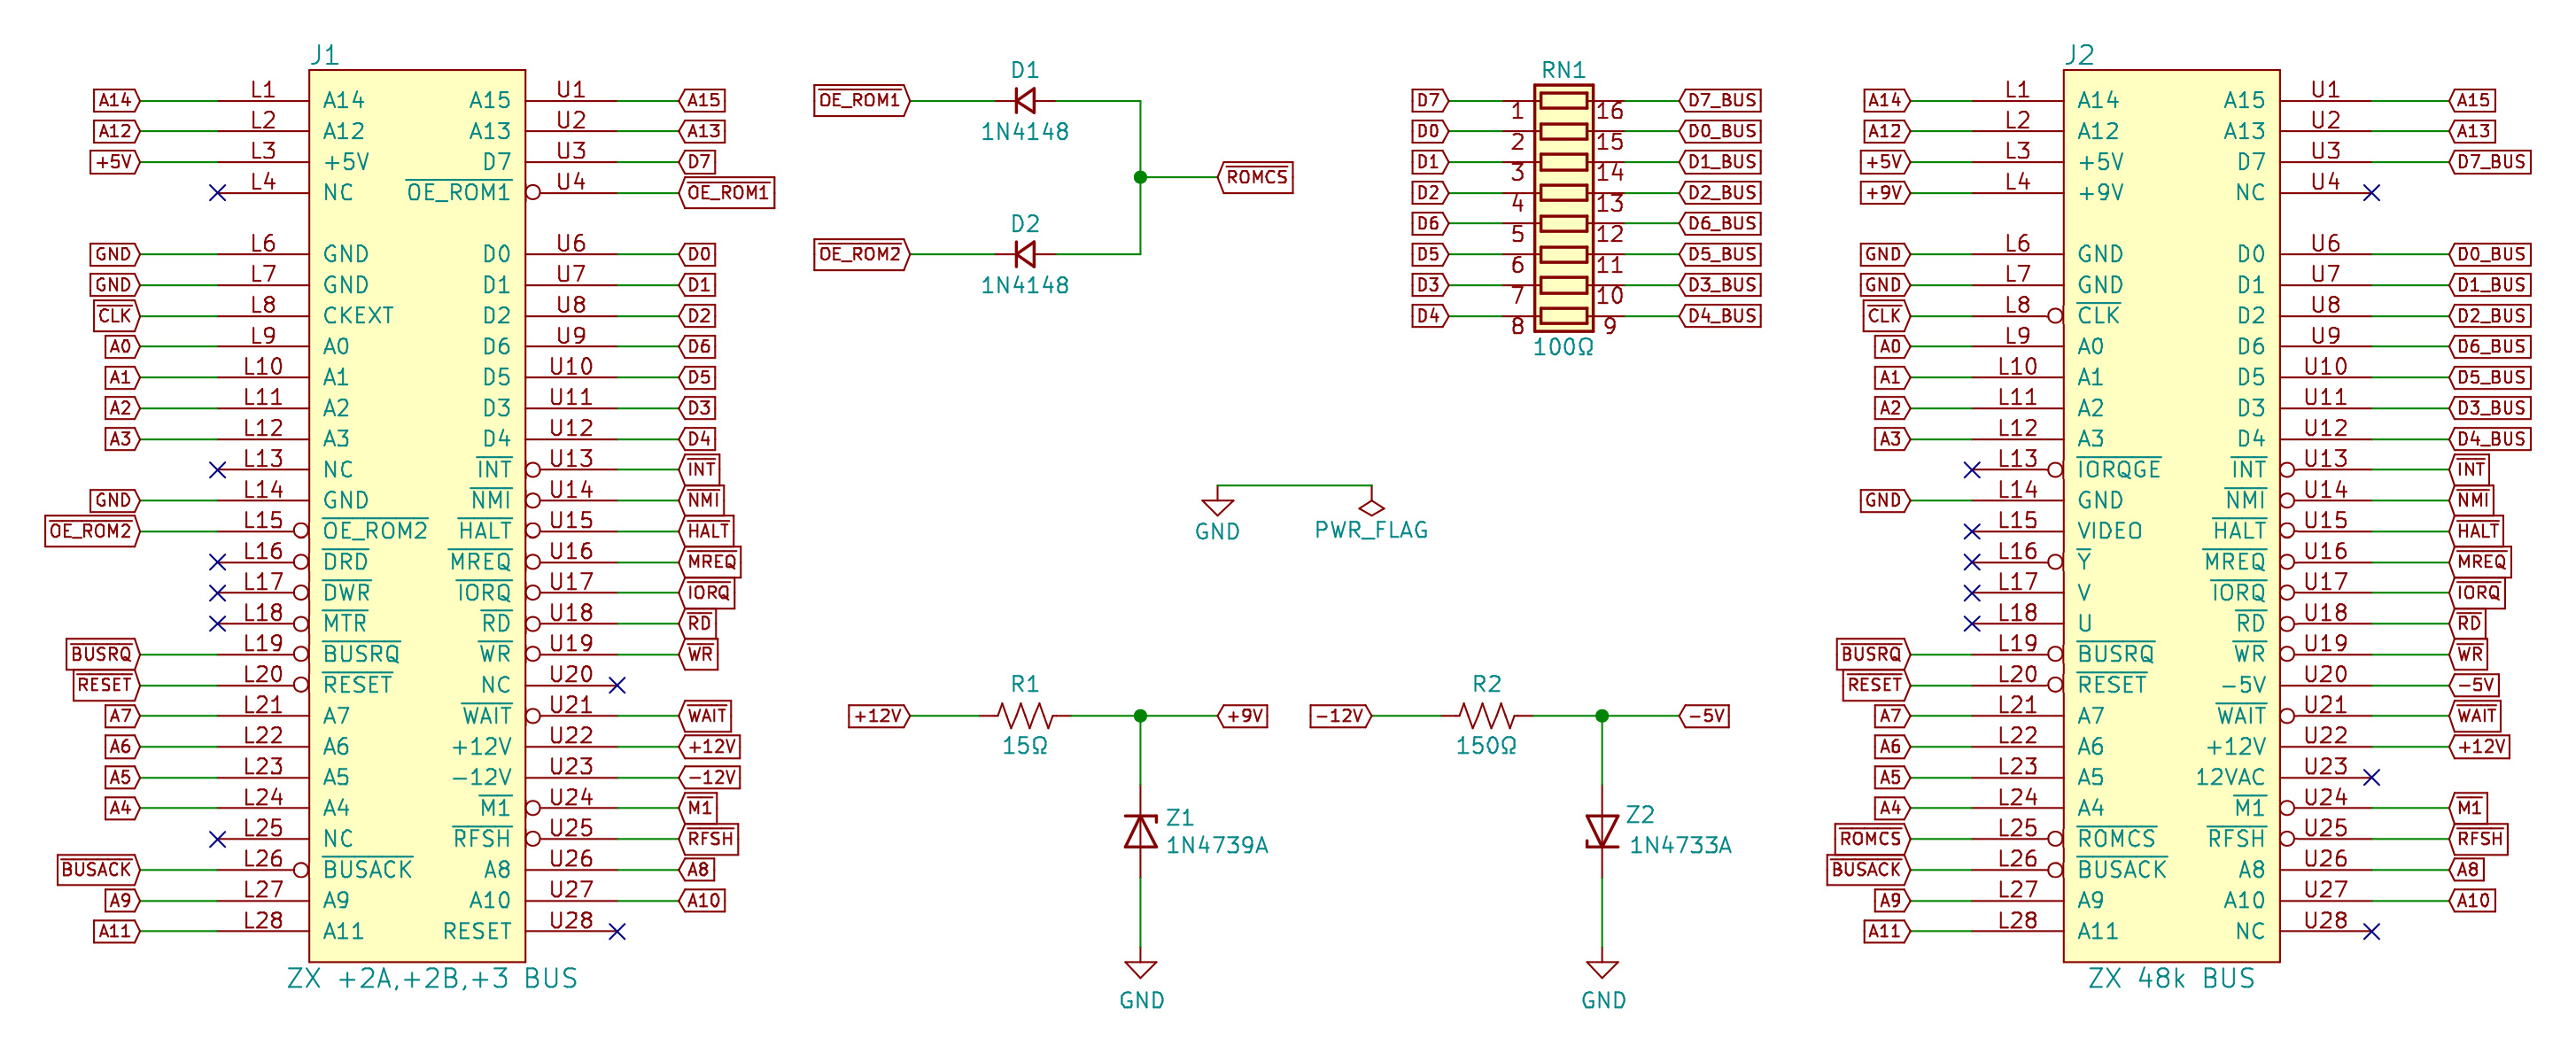 J1
A14 L1 A14 A15 U1 A15
A12 L2 A12 A13 U2 A13
+5V L3 +5V D7 U3 D7
L4 NC OE_ROM1 U4 OE_ROM1
GND L6 GND D0 U6 D0
GND L7 GND D1 U7 D1
CLK L8 CKEXT D2 U8 D2
A0 L9 A0 D6 U9 D6
A1 L10 A1 D5 U10 D5
A2 L11 A2 D3 U11 D3
A3 L12 A3 D4 U12 D4
L13 NC INT U13 INT
GND L14 GND NMI U14 NMI
OE_ROM2 L15 OE_ROM2 HALT U15 HALT
L16 DRD MREQ U16 MREQ
L17 DWR IORQ U17 IORQ
L18 MTR RD U18 RD
BUSRQ L19 BUSRQ WR U19 WR
RESET L20 RESET NC U20
A7 L21 A7 WAIT U21 WAIT
A6 L22 A6 +12V U22 +12V
A5 L23 A5 -12V U23 -12V
A4 L24 A4 M1 U24 M1
L25 NC RFSH U25 RFSH
BUSACK L26 BUSACK A8 U26 A8
A9 L27 A9 A10 U27 A10
A11 L28 A11 RESET U28
ZX +2A,+2B,+3 BUS
D1
OE_ROM1
1N4148
ROMCS
D2
OE_ROM2
1N4148
RN1
D7 1 16 D7_BUS
D0 2 15 D0_BUS
D1 3 14 D1_BUS
D2 4 13 D2_BUS
D6 5 12 D6_BUS
D5 6 11 D5_BUS
D3 7 10 D3_BUS
D4 8 9 D4_BUS
100Ω
GND PWR_FLAG
R1
+12V +9V
15Ω
Z1
1N4739A
GND
R2
-12V -5V
150Ω
Z2
1N4733A
GND
J2
A14 L1 A14 A15 U1 A15
A12 L2 A12 A13 U2 A13
+5V L3 +5V D7 U3 D7_BUS
+9V L4 +9V NC U4
GND L6 GND D0 U6 D0_BUS
GND L7 GND D1 U7 D1_BUS
CLK L8 CLK D2 U8 D2_BUS
A0 L9 A0 D6 U9 D6_BUS
A1 L10 A1 D5 U10 D5_BUS
A2 L11 A2 D3 U11 D3_BUS
A3 L12 A3 D4 U12 D4_BUS
L13 IORQGE INT U13 INT
GND L14 GND NMI U14 NMI
L15 VIDEO HALT U15 HALT
L16 Y MREQ U16 MREQ
L17 V IORQ U17 IORQ
L18 U RD U18 RD
BUSRQ L19 BUSRQ WR U19 WR
RESET L20 RESET -5V U20 -5V
A7 L21 A7 WAIT U21 WAIT
A6 L22 A6 +12V U22 +12V
A5 L23 A5 12VAC U23
A4 L24 A4 M1 U24 M1
ROMCS L25 ROMCS RFSH U25 RFSH
BUSACK L26 BUSACK A8 U26 A8
A9 L27 A9 A10 U27 A10
A11 L28 A11 NC U28
ZX 48k BUS